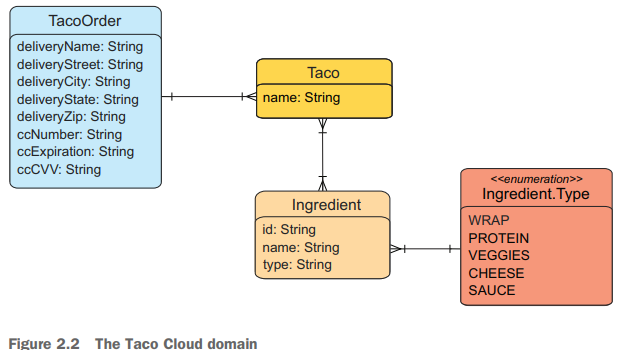 TacoOrder
deliveryName: String
deliveryStreet: String
deliveryCity: String
deliveryState: String
deliveryZip: String
ccNumber: String
ccExpiration: String
ccCVV: String
Taco
name: String
Ingredient
id: String
name: String
type: String
<<enumeration>>
Ingredient.Type
WRAP
PROTEIN
VEGGIES
CHEESE
SAUCE
Figure 2.2 The Taco Cloud domain